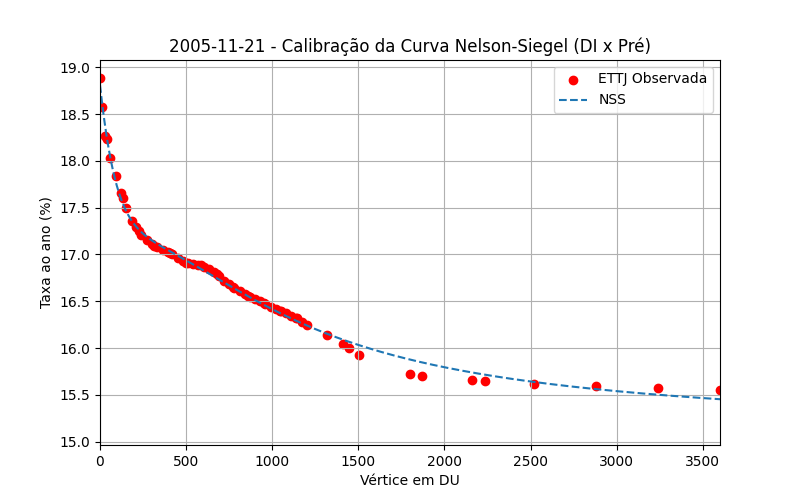 2005-11-21 - Calibração da Curva Nelson-Siegel (DI x Pré)
19.0
18.5
18.0
17.5
17.0
16.5
16.0
15.5
15.0
Taxa ao ano (%)
ETTJ Observada
NSS
0 500 1000 1500 2000 2500 3000 3500
Vértice em DU